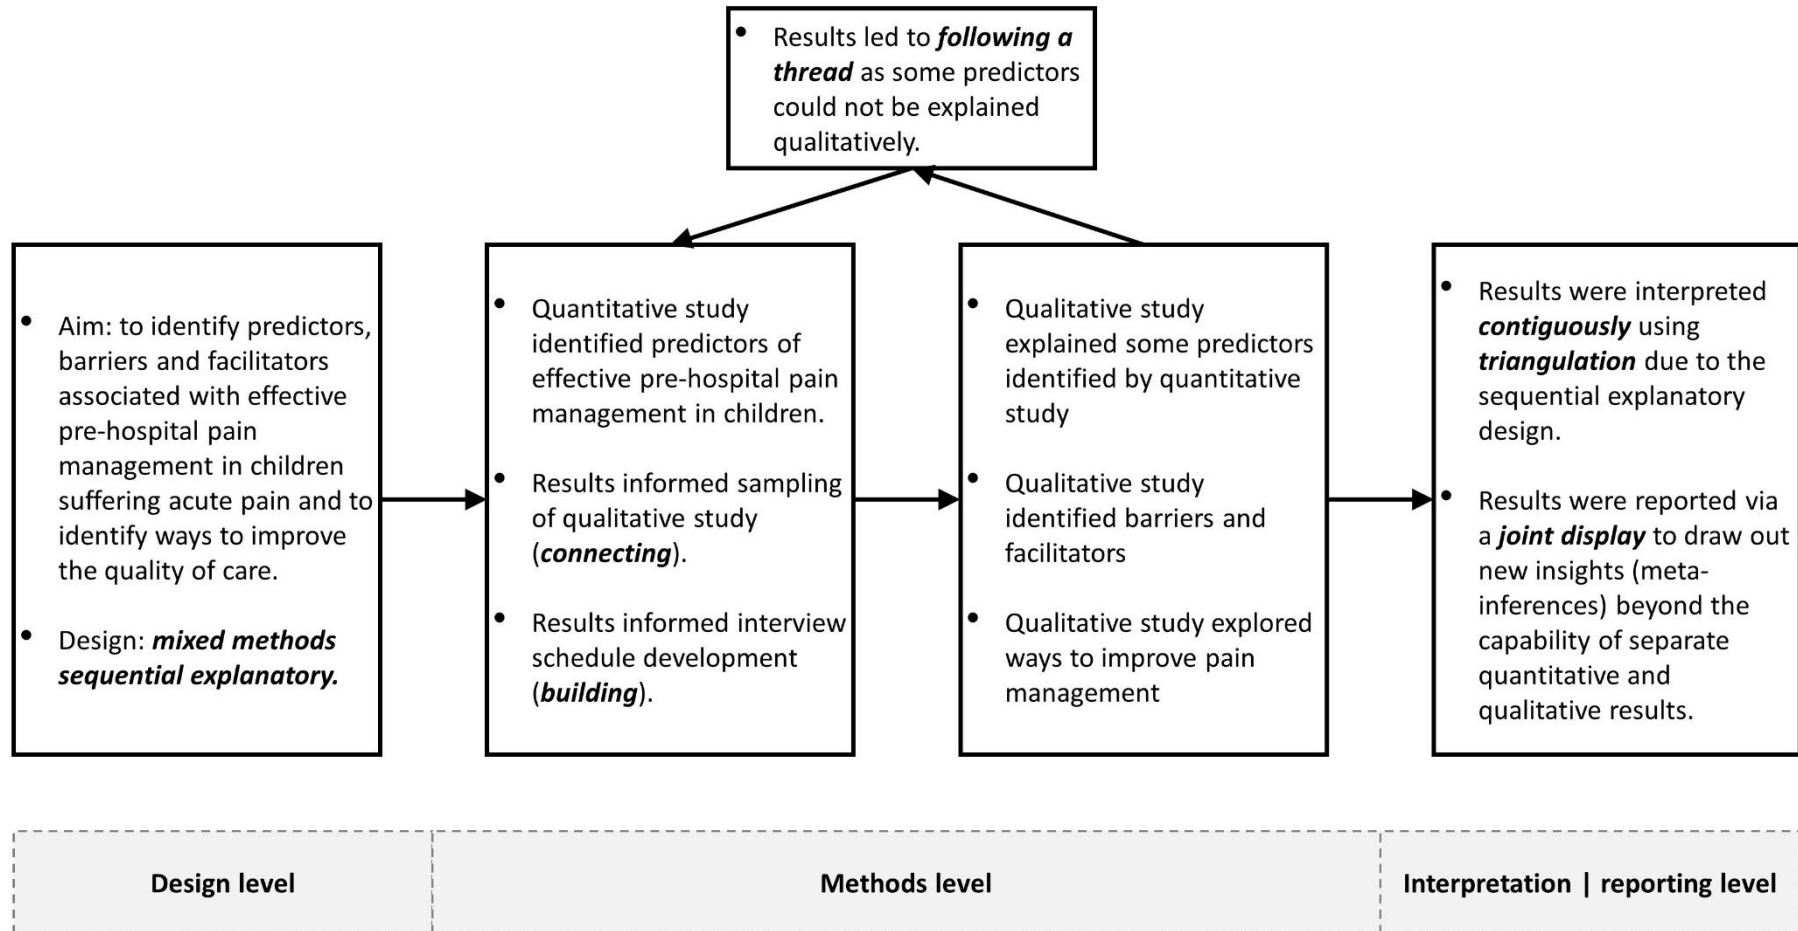 • Results led to following a
thread as some predictors
could not be explained
qualitatively.
• Aim: to identify predictors,
barriers and facilitators
associated with effective
pre-hospital pain
management in children
suffering acute pain and to
identify ways to improve
the quality of care.
• Design: mixed methods
sequential explanatory.
• Quantitative study
identified predictors of
effective pre-hospital pain
management in children.
• Results informed sampling
of qualitative study
(connecting).
• Results informed interview
schedule development
(building).
• Qualitative study
explained some predictors
identified by quantitative
study
• Qualitative study
identified barriers and
facilitators
• Qualitative study explored
ways to improve pain
management
• Results were interpreted
contiguously using
triangulation due to the
sequential explanatory
design.
• Results were reported via
a joint display to draw out
new insights (meta-
inferences) beyond the
capability of separate
quantitative and
qualitative results.
Design level
Methods level
Interpretation | reporting level